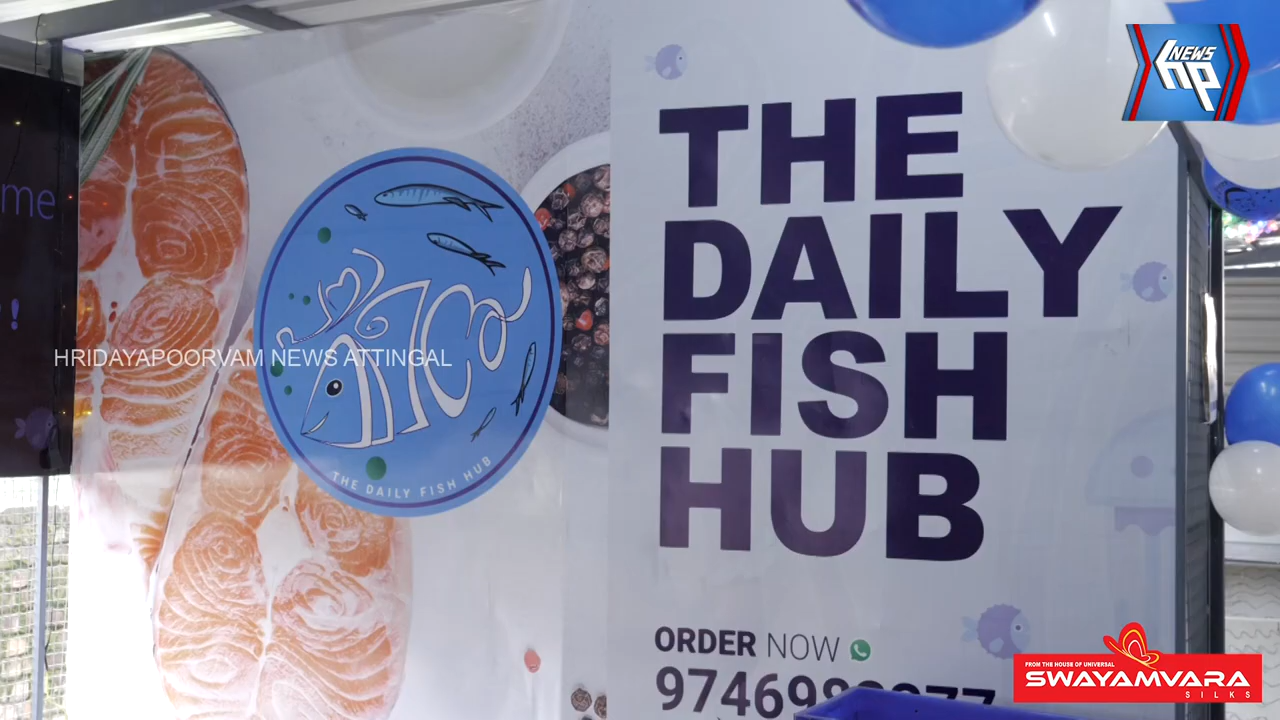 NEWS
hp
THE
DAILY
FISH
HUB
me
!
HRIDAYAPOORVAM NEWS ATTINGAL
THE DAILY FISH HUB
ORDER NOW
FROM THE HOUSE OF UNIVERSAL
SWAYAMVARA
SILKS